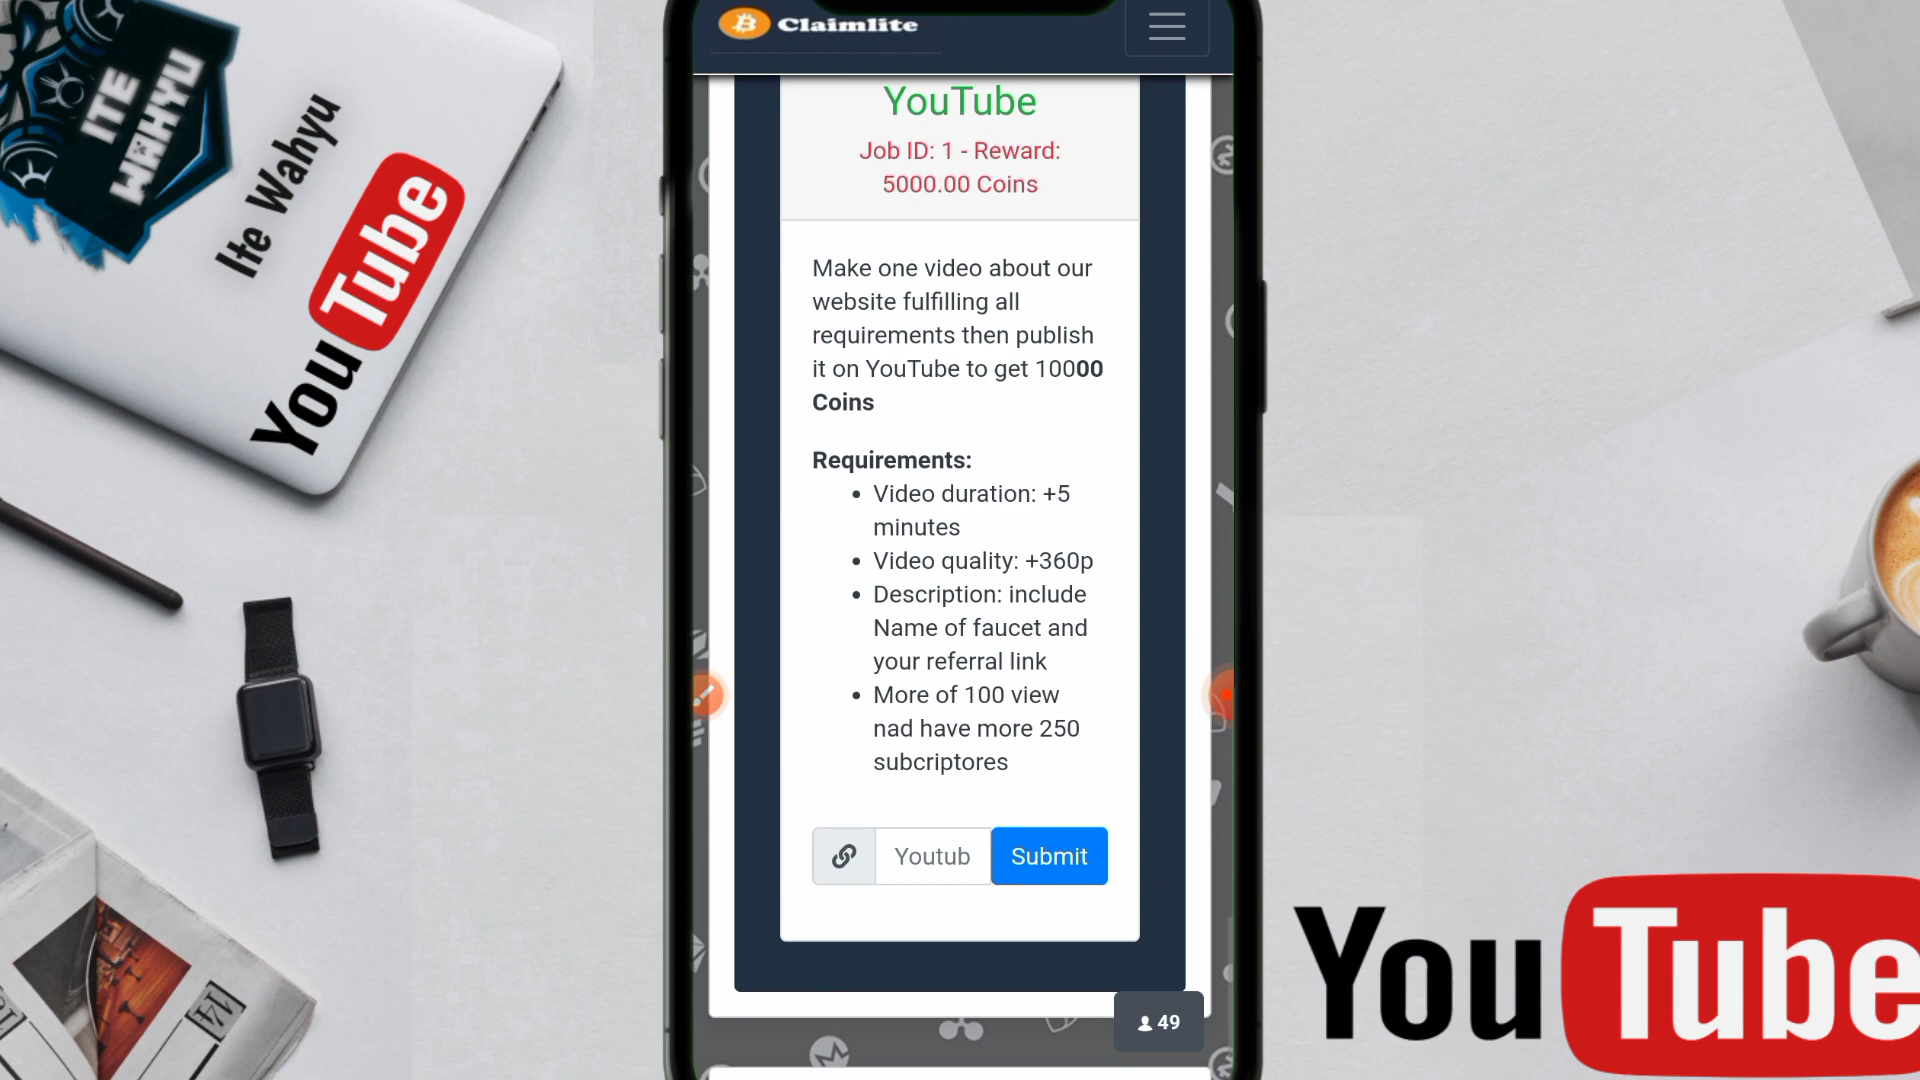 ITE
WAHYU
Ite Wahyu
YouTube
Claimlite
YouTube
Job ID: 1 - Reward:
5000.00 Coins
Make one video about our
website fulfilling all
requirements then publish
it on YouTube to get 10000
Coins
Requirements:
• Video duration: +5
minutes
• Video quality: +360p
• Description: include
Name of faucet and
your referral link
• More of 100 view
nad have more 250
subcriptores
Youtub
Submit
49
YouTube